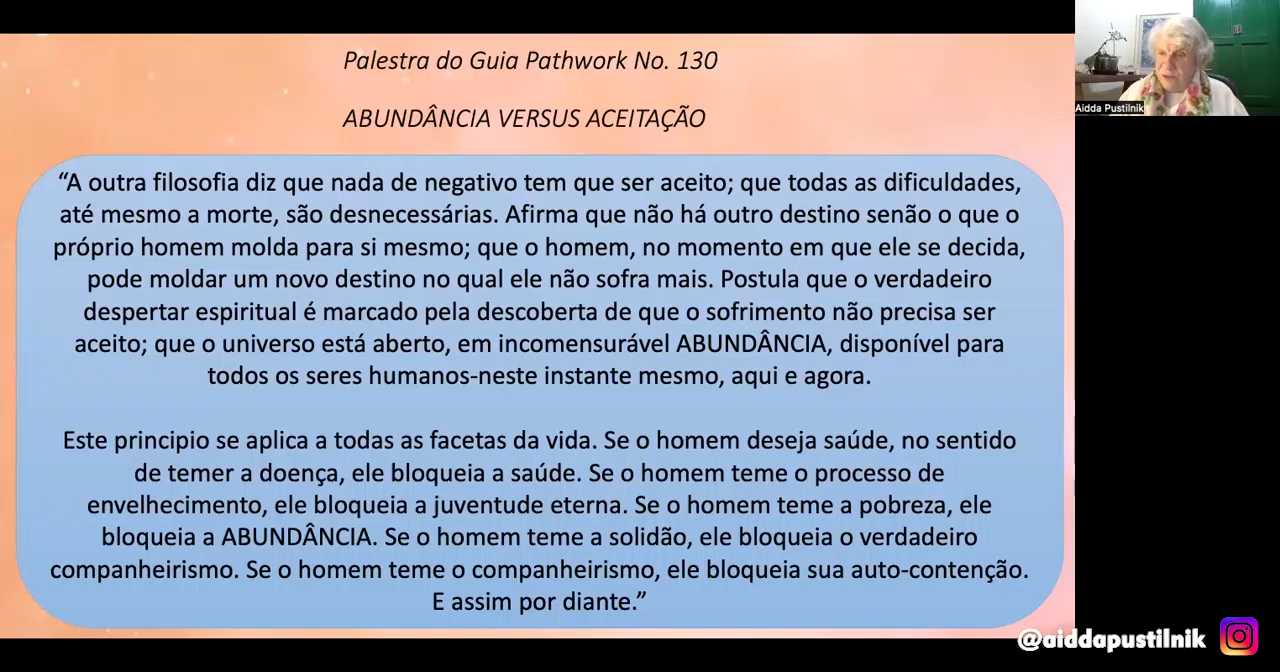 Palestra do Guia Pathwork No. 130
ABUNDÂNCIA VERSUS ACEITAÇÃO
“A outra filosofia diz que nada de negativo tem que ser aceito; que todas as dificuldades,
até mesmo a morte, são desnecessárias. Afirma que não há outro destino senão o que o
próprio homem molda para si mesmo; que o homem, no momento em que ele se decida,
pode moldar um novo destino no qual ele não sofra mais. Postula que o verdadeiro
despertar espiritual é marcado pela descoberta de que o sofrimento não precisa ser
aceito; que o universo está aberto, em incomensurável ABUNDÂNCIA, disponível para
todos os seres humanos-neste instante mesmo, aqui e agora.
Este principio se aplica a todas as facetas da vida. Se o homem deseja saúde, no sentido
de temer a doença, ele bloqueia a saúde. Se o homem teme o processo de
envelhecimento, ele bloqueia a juventude eterna. Se o homem teme a pobreza, ele
bloqueia a ABUNDÂNCIA. Se o homem teme a solidão, ele bloqueia o verdadeiro
companheirismo. Se o homem teme o companheirismo, ele bloqueia sua auto-contenção.
E assim por diante.”
Aidda Pustilnik
@aiddapustilnik